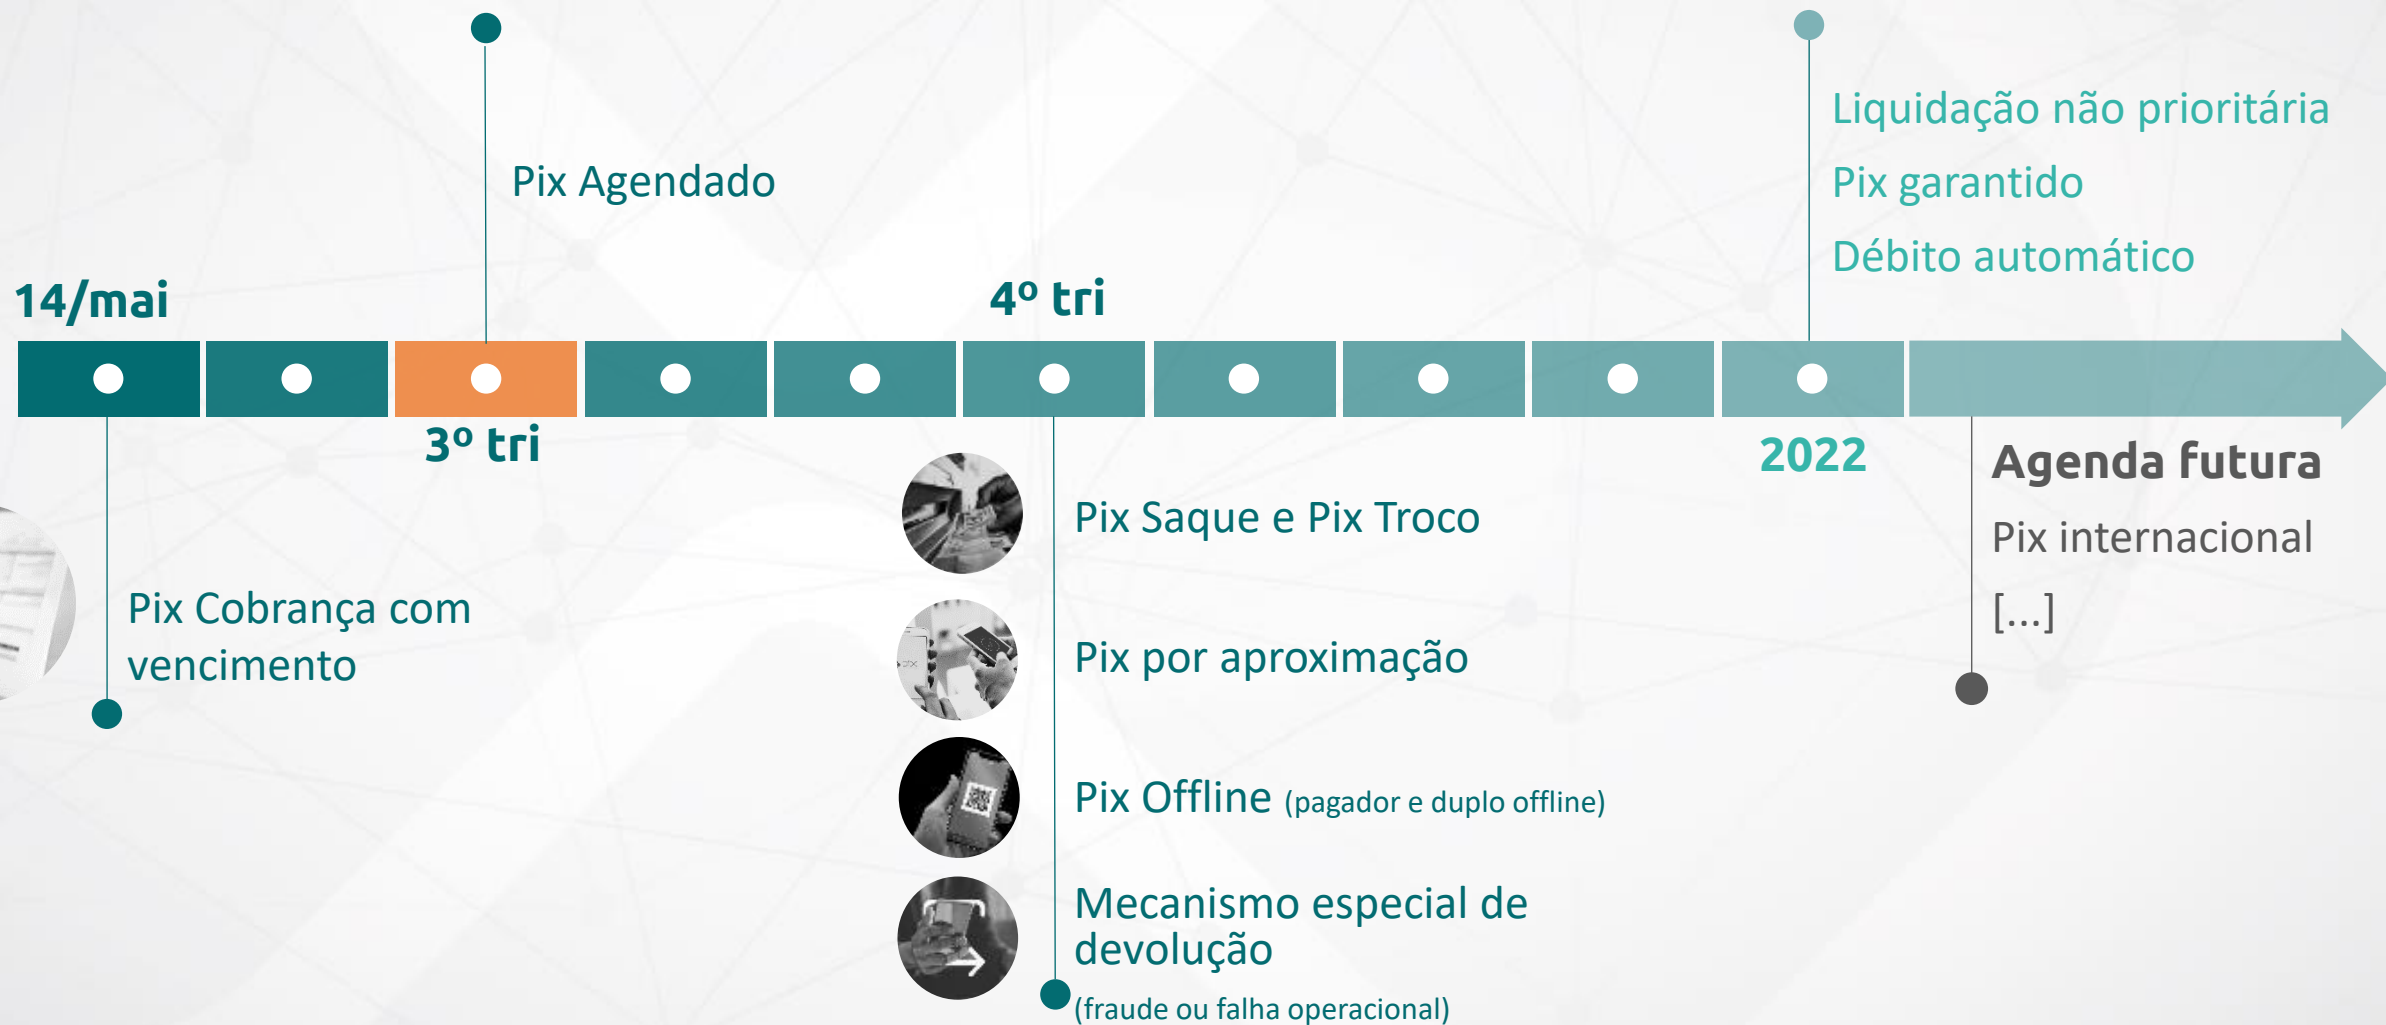 Pix Agendado
Liquidação não prioritária
Pix garantido
Débito automático
14/mai
4º tri
3º tri
2022
Pix Cobrança com
vencimento
Pix Saque e Pix Troco
Pix por aproximação
Pix Offline (pagador e duplo offline)
Mecanismo especial de
devolução
(fraude ou falha operacional)
Agenda futura
Pix internacional
[...]